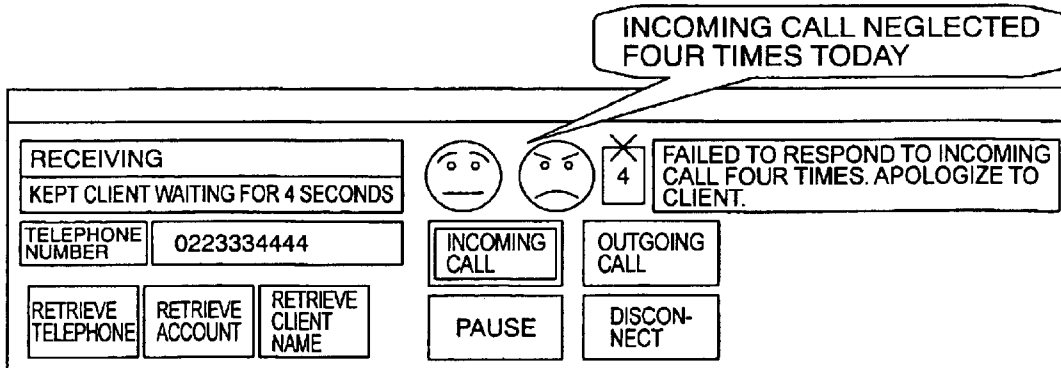 INCOMING CALL NEGLECTED
FOUR TIMES TODAY
RECEIVING
KEPT CLIENT WAITING FOR 4 SECONDS
4
FAILED TO RESPOND TO INCOMING
CALL FOUR TIMES. APOLOGIZE TO
CLIENT.
TELEPHONE
NUMBER
0223334444
INCOMING
CALL
OUTGOING
CALL
RETRIEVE
TELEPHONE
RETRIEVE
ACCOUNT
RETRIEVE
CLIENT
NAME
PAUSE
DISCON-
NECT